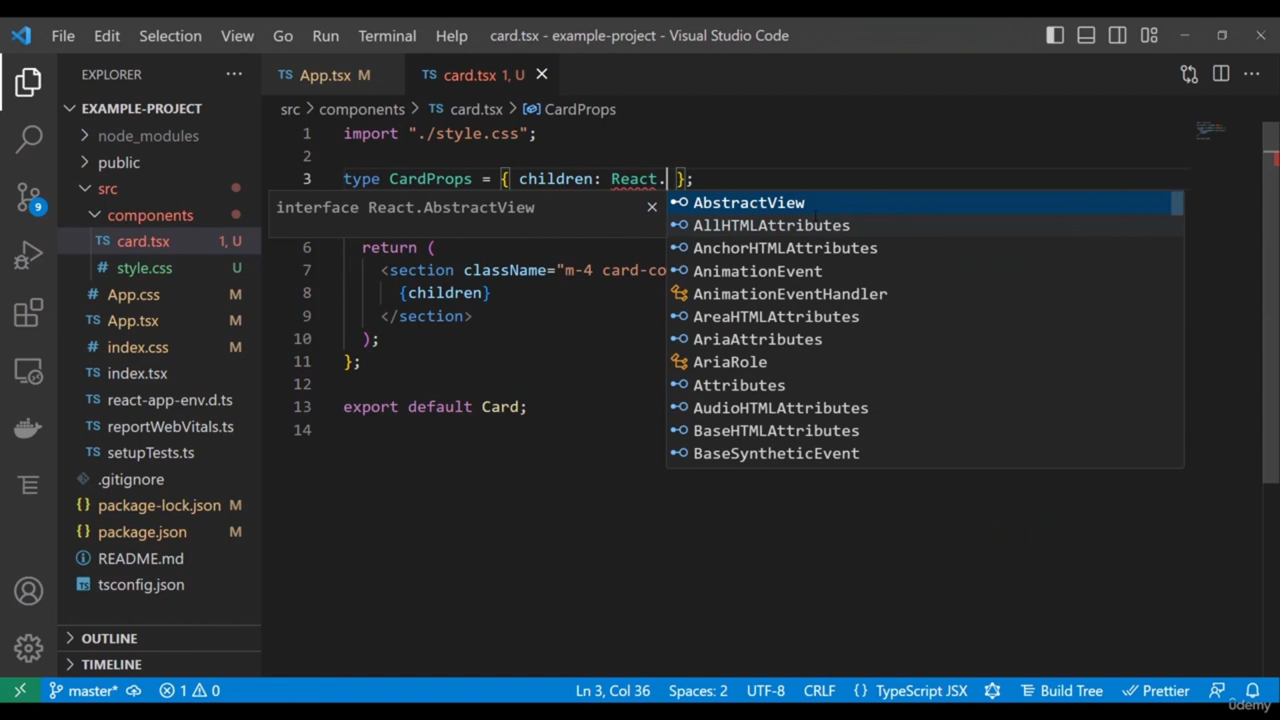 File Edit Selection View Go Run Terminal Help card.tsx - example-project - Visual Studio Code
EXPLORER
EXAMPLE-PROJECT
node_modules
public
src
components
TS card.tsx 1, U
TS style.css U
# App.css M
TS App.tsx M
# index.css M
TS index.tsx
TS react-app-env.d.ts
TS reportWebVitals.ts
TS setupTests.ts
.gitignore
{} package-lock.json M
{} package.json M
README.md
tsconfig.json
OUTLINE
TIMELINE
9
TS App.tsx M TS card.tsx 1, U
src > components > TS card.tsx > CardProps
1 import "./style.css";
2
3 type CardProps = { children: React. };
interface React.AbstractView
6 return (
7 <section className="m-4 card-co
8 {children}
9 </section>
10 );
11 };
12
13 export default Card;
14
AbstractView
AllHTMLAttributes
AnchorHTMLAttributes
AnimationEvent
AnimationEventHandler
AreaHTMLAttributes
AriaAttributes
AriaRole
Attributes
AudioHTMLAttributes
BaseHTMLAttributes
BaseSyntheticEvent
master* 1 0 Ln 3, Col 36 Spaces: 2 UTF-8 CRLF {} TypeScript JSX Build Tree Prettier
ûdemy